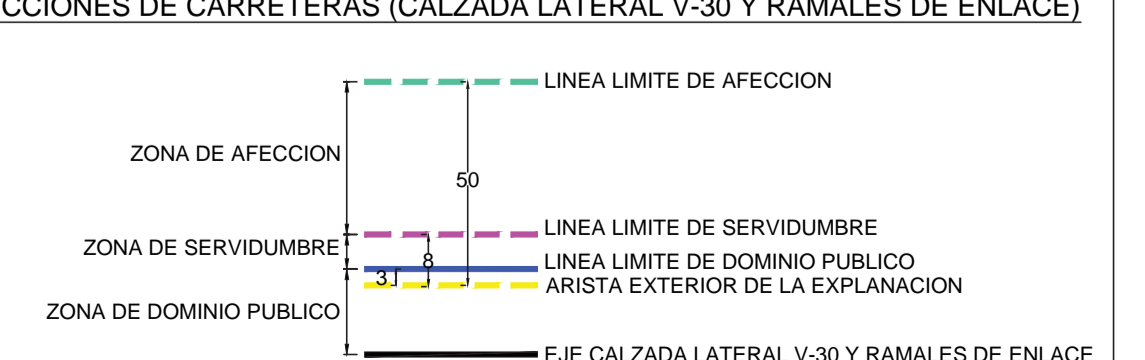 CCIONES DE CARRETERAS (CALZADA LATERAL V-30 Y RAMALES DE ENLACE)
LINEA LIMITE DE AFECCION
ZONA DE AFECCION
50
LINEA LIMITE DE SERVIDUMBRE
ZONA DE SERVIDUMBRE
8
LINEA LIMITE DE DOMINIO PUBLICO
3
ARISTA EXTERIOR DE LA EXPLANACION
ZONA DE DOMINIO PUBLICO
EJE CALZADA LATERAL V-30 Y RAMALES DE ENLACE